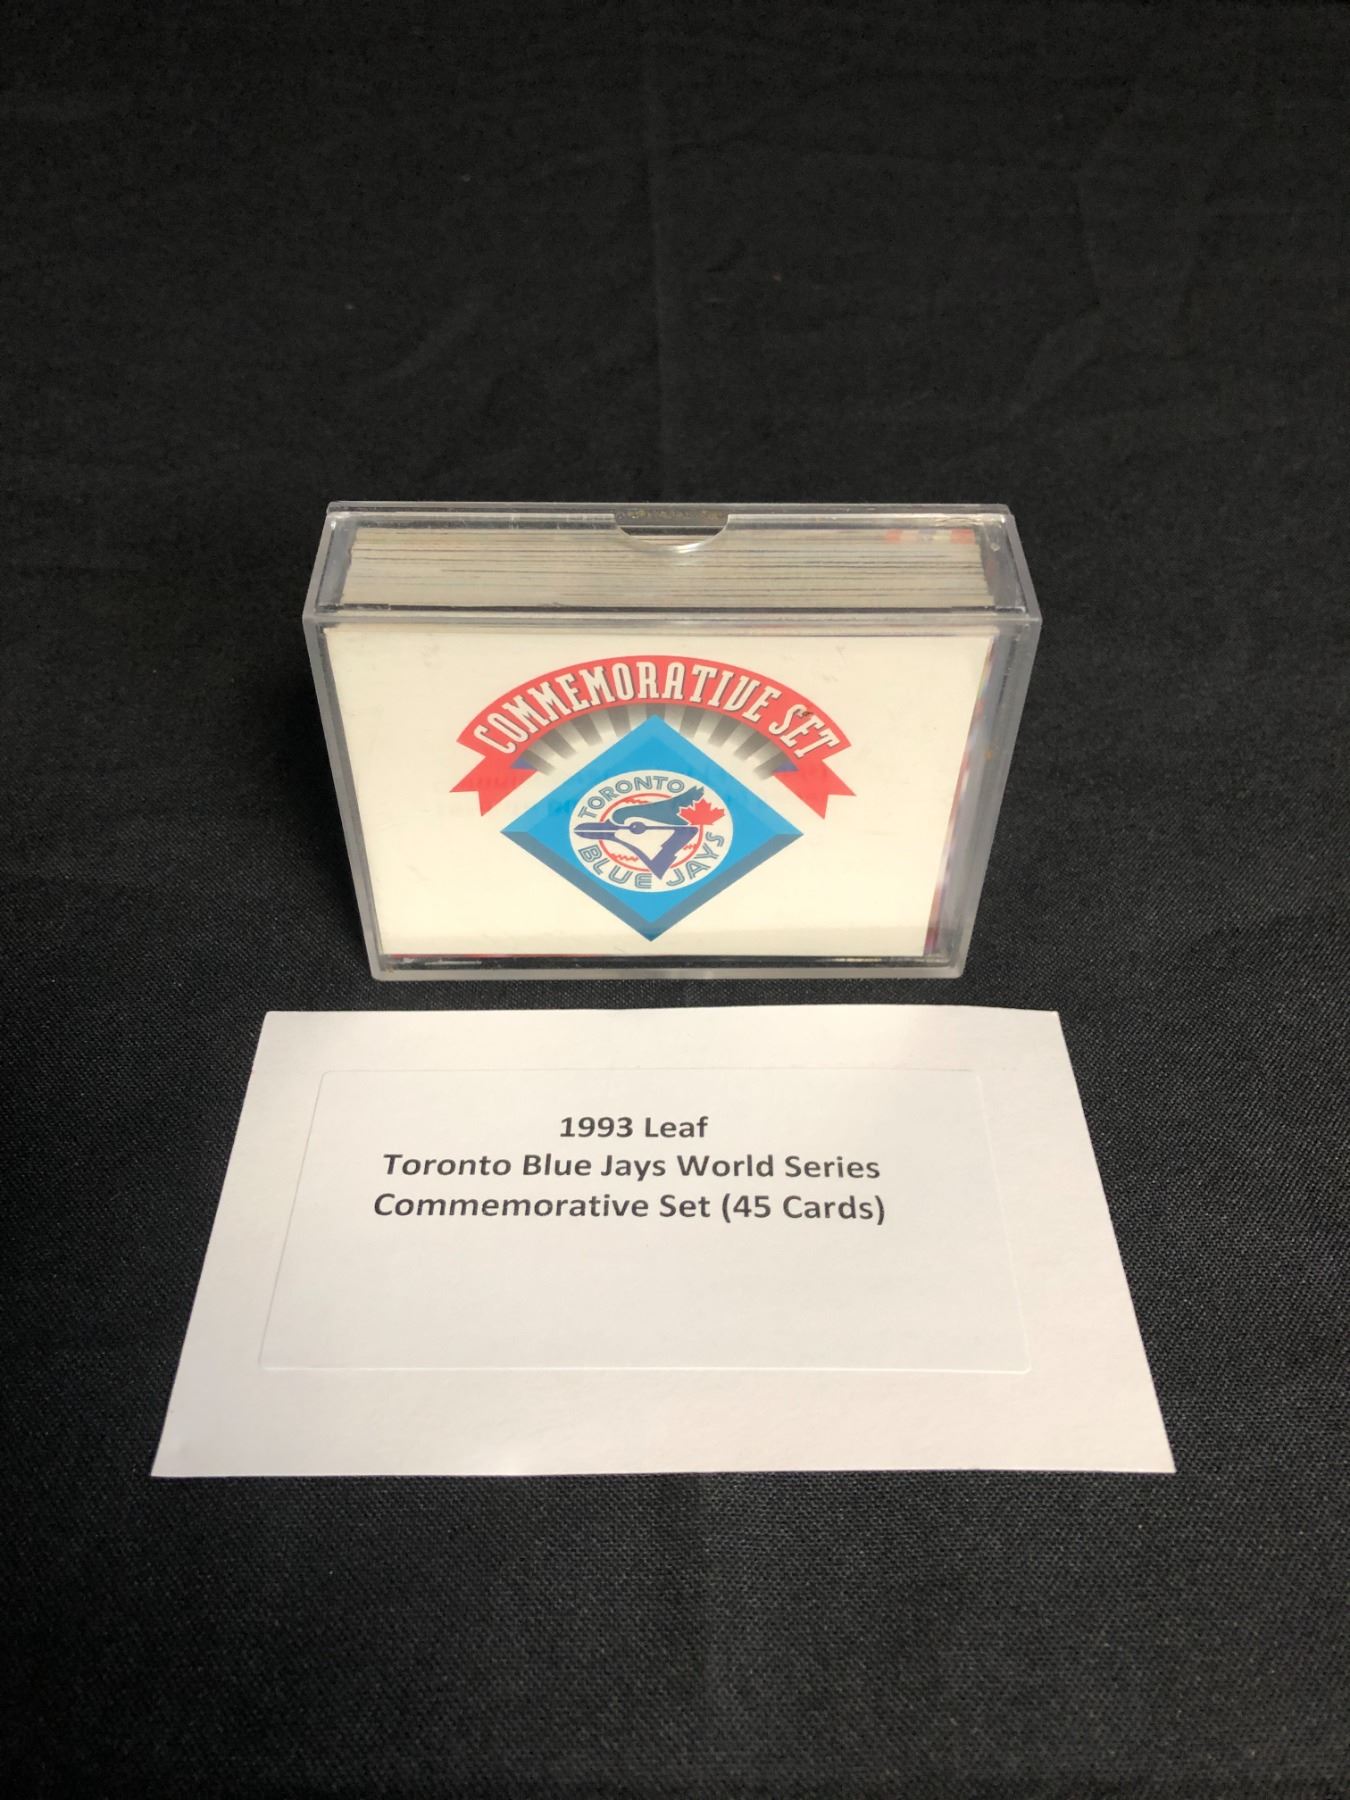 COMMEMORATIVE SET
TORONTO
BLUE JAYS
1993 Leaf
Toronto Blue Jays World Series
Commemorative Set (45 Cards)